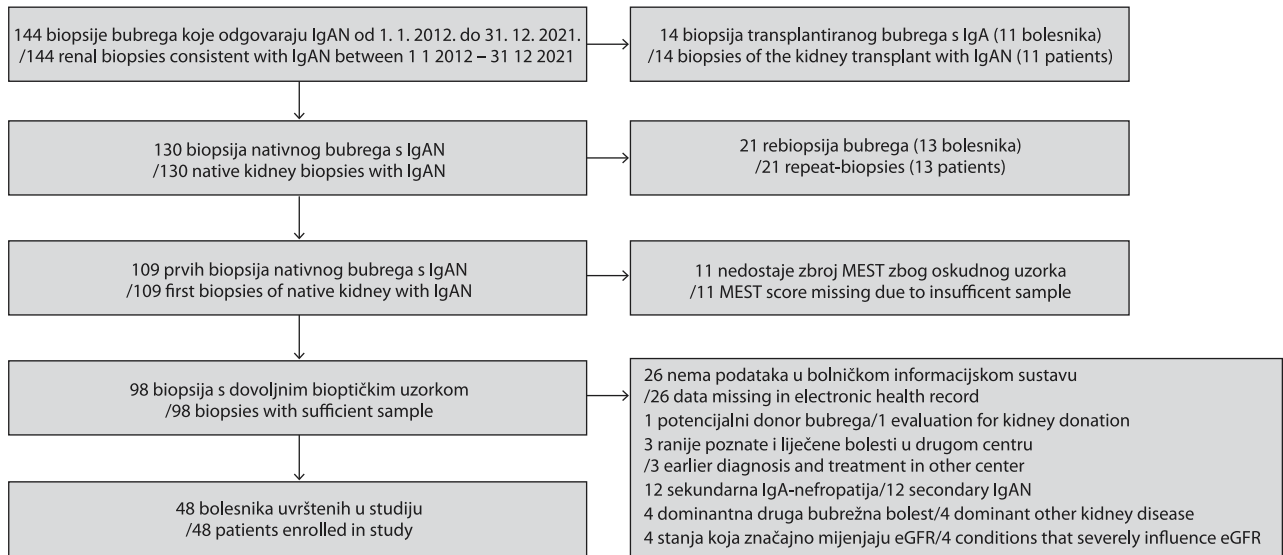 144 biopsije bubrega koje odgovaraju IgAN od 1. 1. 2012. do 31. 12. 2021.
/144 renal biopsies consistent with IgAN between 1 1 2012 – 31 12 2021
14 biopsija transplantiranog bubrega s IgA (11 bolesnika)
/14 biopsies of the kidney transplant with IgAN (11 patients)
130 biopsija nativnog bubrega s IgAN
/130 native kidney biopsies with IgAN
21 rebiopsija bubrega (13 bolesnika)
/21 repeat-biopsies (13 patients)
109 prvih biopsija nativnog bubrega s IgAN
/109 first biopsies of native kidney with IgAN
11 nedostaje zbroj MEST zbog oskudnog uzorka
/11 MEST score missing due to insufficent sample
98 biopsija s dovoljnim bioptičkim uzorkom
/98 biopsies with sufficient sample
26 nema podataka u bolničkom informacijskom sustavu
/26 data missing in electronic health record
1 potencijalni donor bubrega/1 evaluation for kidney donation
3 ranije poznate i liječene bolesti u drugom centru
/3 earlier diagnosis and treatment in other center
12 sekundarna IgA-nefropatija/12 secondary IgAN
4 dominantna druga bubrežna bolest/4 dominant other kidney disease
4 stanja koja značajno mijenjaju eGFR/4 conditions that severely influence eGFR
48 bolesnika uvrštenih u studiju
/48 patients enrolled in study